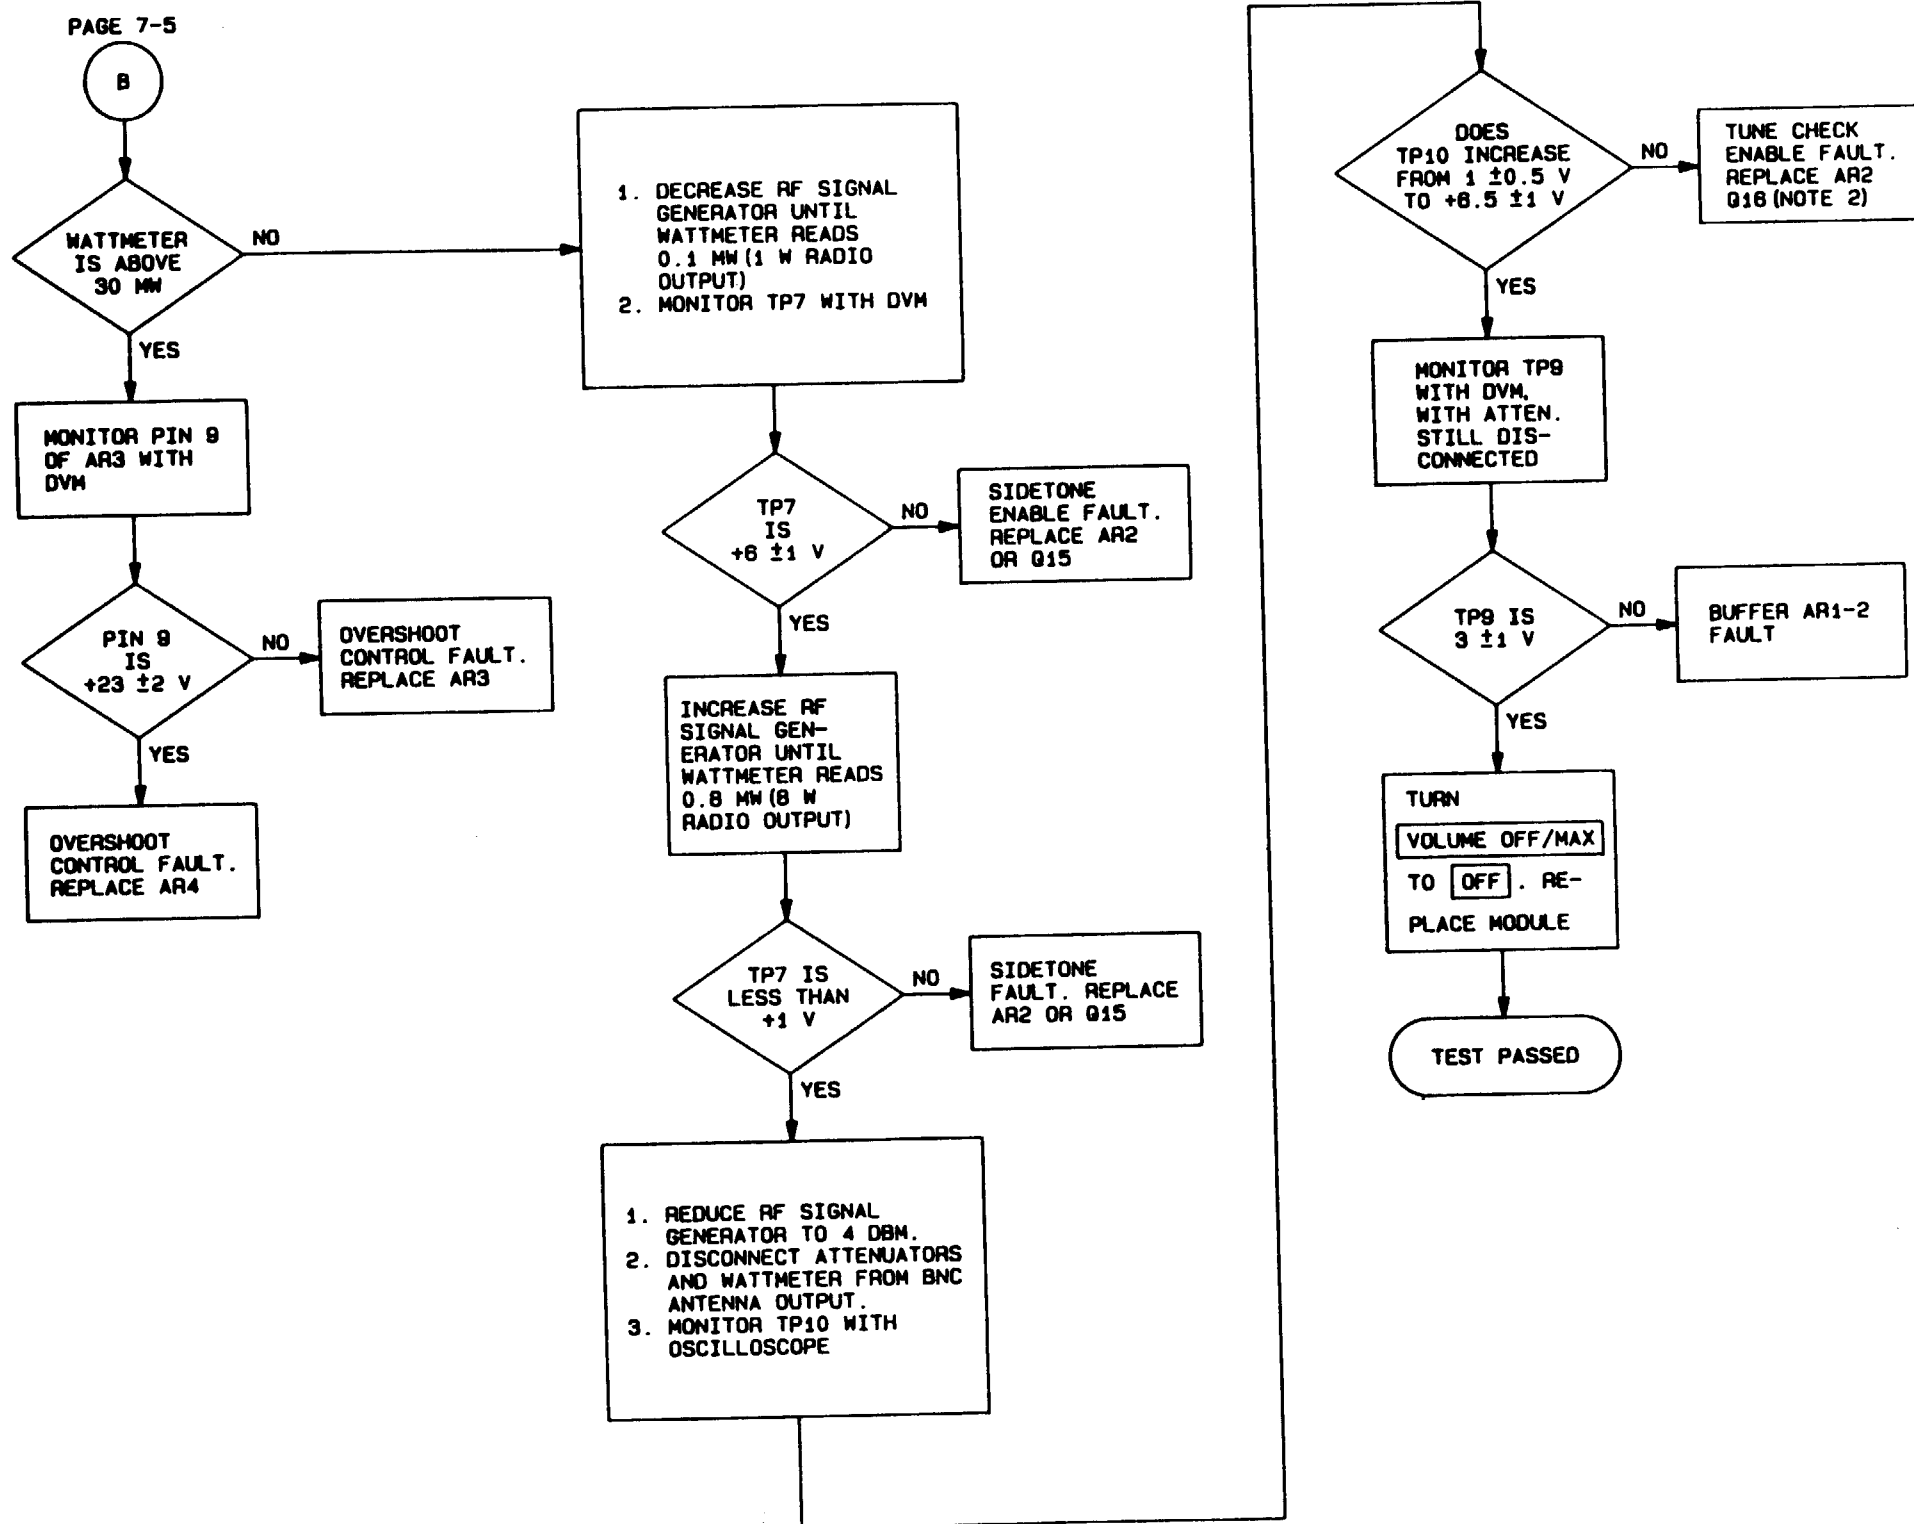 PAGE 7-5
B
WATTMETER
IS ABOVE
30 MW
NO
YES
MONITOR PIN 9
OF AR3 WITH
DVM
PIN 9
IS
+23 ±2 V
NO
OVERSHOOT
CONTROL FAULT.
REPLACE AR3
YES
OVERSHOOT
CONTROL FAULT.
REPLACE AR4
1. DECREASE RF SIGNAL
GENERATOR UNTIL
WATTMETER READS
0.1 MW (1 W RADIO
OUTPUT)
2. MONITOR TP7 WITH DVM
TP7
IS
+6 ±1 V
NO
SIDETONE
ENABLE FAULT.
REPLACE AR2
OR Q15
YES
INCREASE RF
SIGNAL GEN-
ERATOR UNTIL
WATTMETER READS
0.8 MW (8 W
RADIO OUTPUT)
TP7 IS
LESS THAN
+1 V
NO
SIDETONE
FAULT. REPLACE
AR2 OR Q15
YES
1. REDUCE RF SIGNAL
GENERATOR TO 4 DBM.
2. DISCONNECT ATTENUATORS
AND WATTMETER FROM BNC
ANTENNA OUTPUT.
3. MONITOR TP10 WITH
OSCILLOSCOPE
DOES
TP10 INCREASE
FROM 1 ±0.5 V
TO +6.5 ±1 V
NO
TUNE CHECK
ENABLE FAULT.
REPLACE AR2
Q16 (NOTE 2)
YES
MONITOR TP9
WITH DVM,
WITH ATTEN.
STILL DIS-
CONNECTED
TP9 IS
3 ±1 V
NO
BUFFER AR1-2
FAULT
YES
TURN
VOLUME OFF/MAX
TO OFF . RE-
PLACE MODULE
TEST PASSED